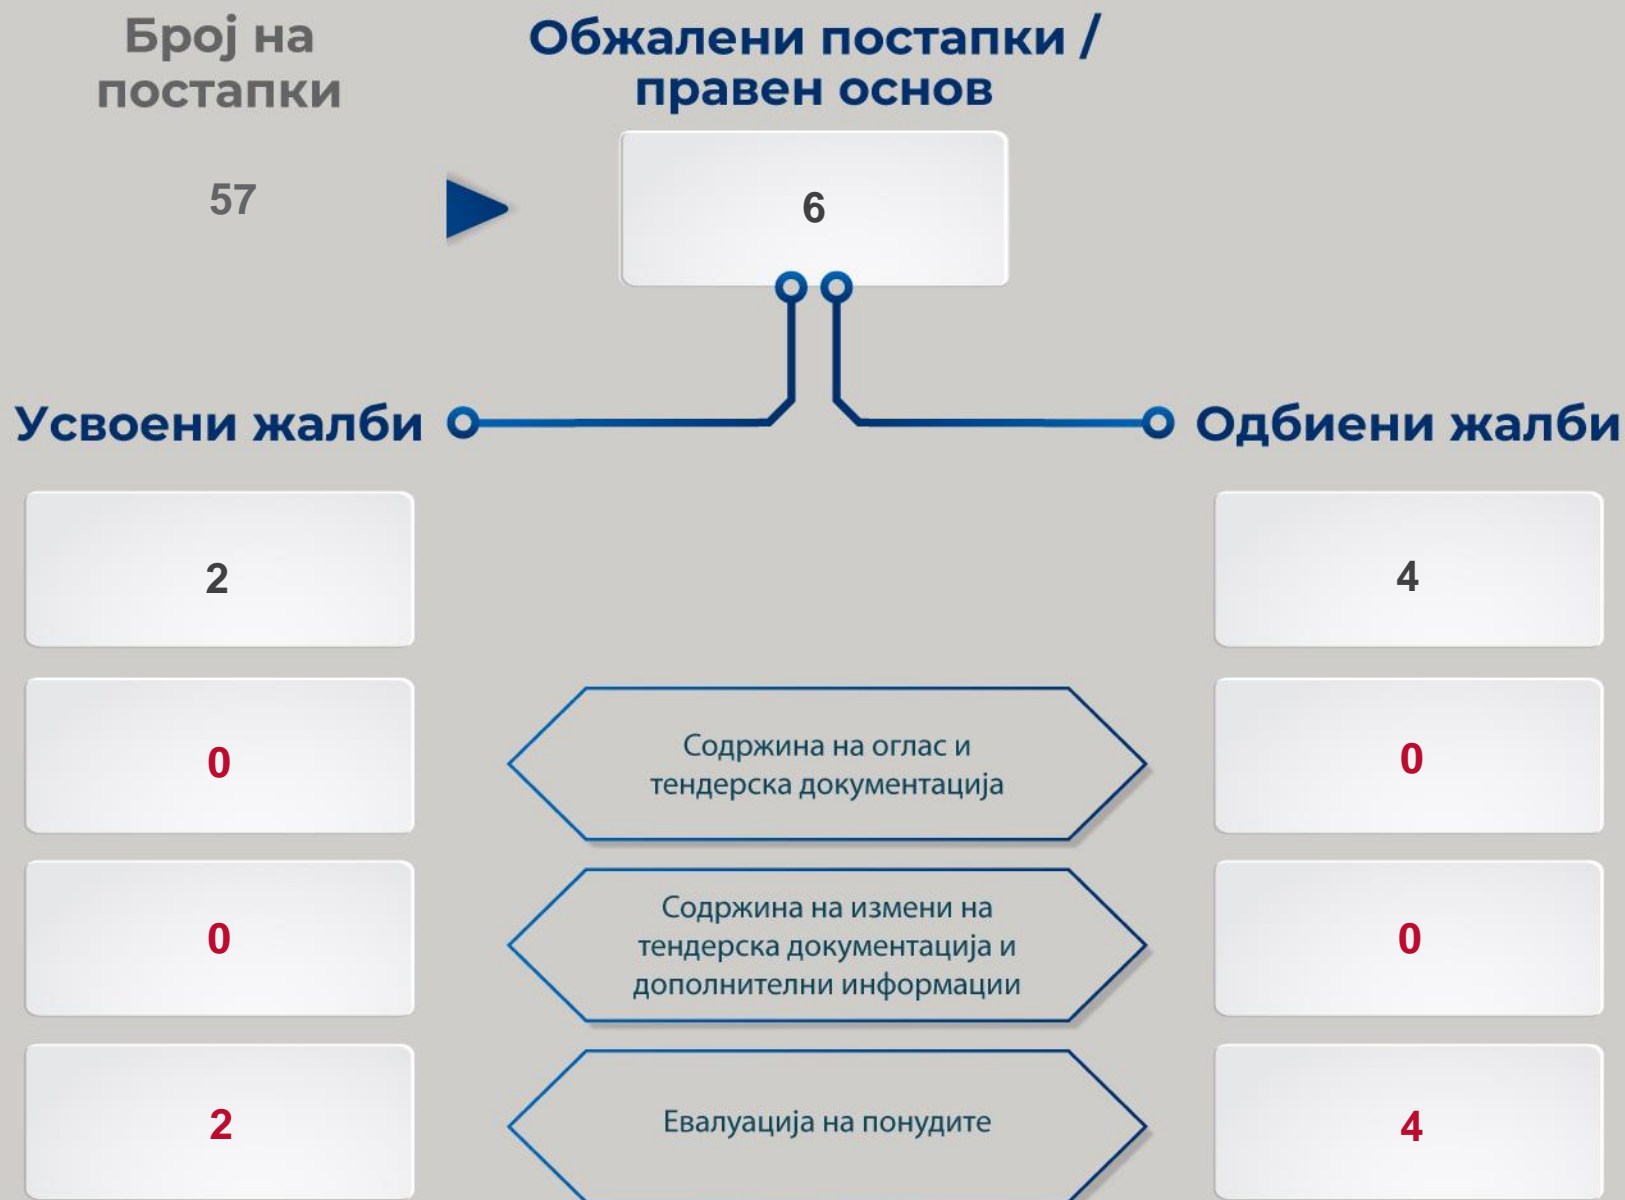 Број на
постапки
Обжалени постапки /
правен основ
57
6
Усвоени жалби
Одбиени жалби
2
4
0
Содржина на оглас и
тендерска документација
0
0
Содржина на измени на
тендерска документација и
дополнителни информации
0
2
Евалуација на понудите
4